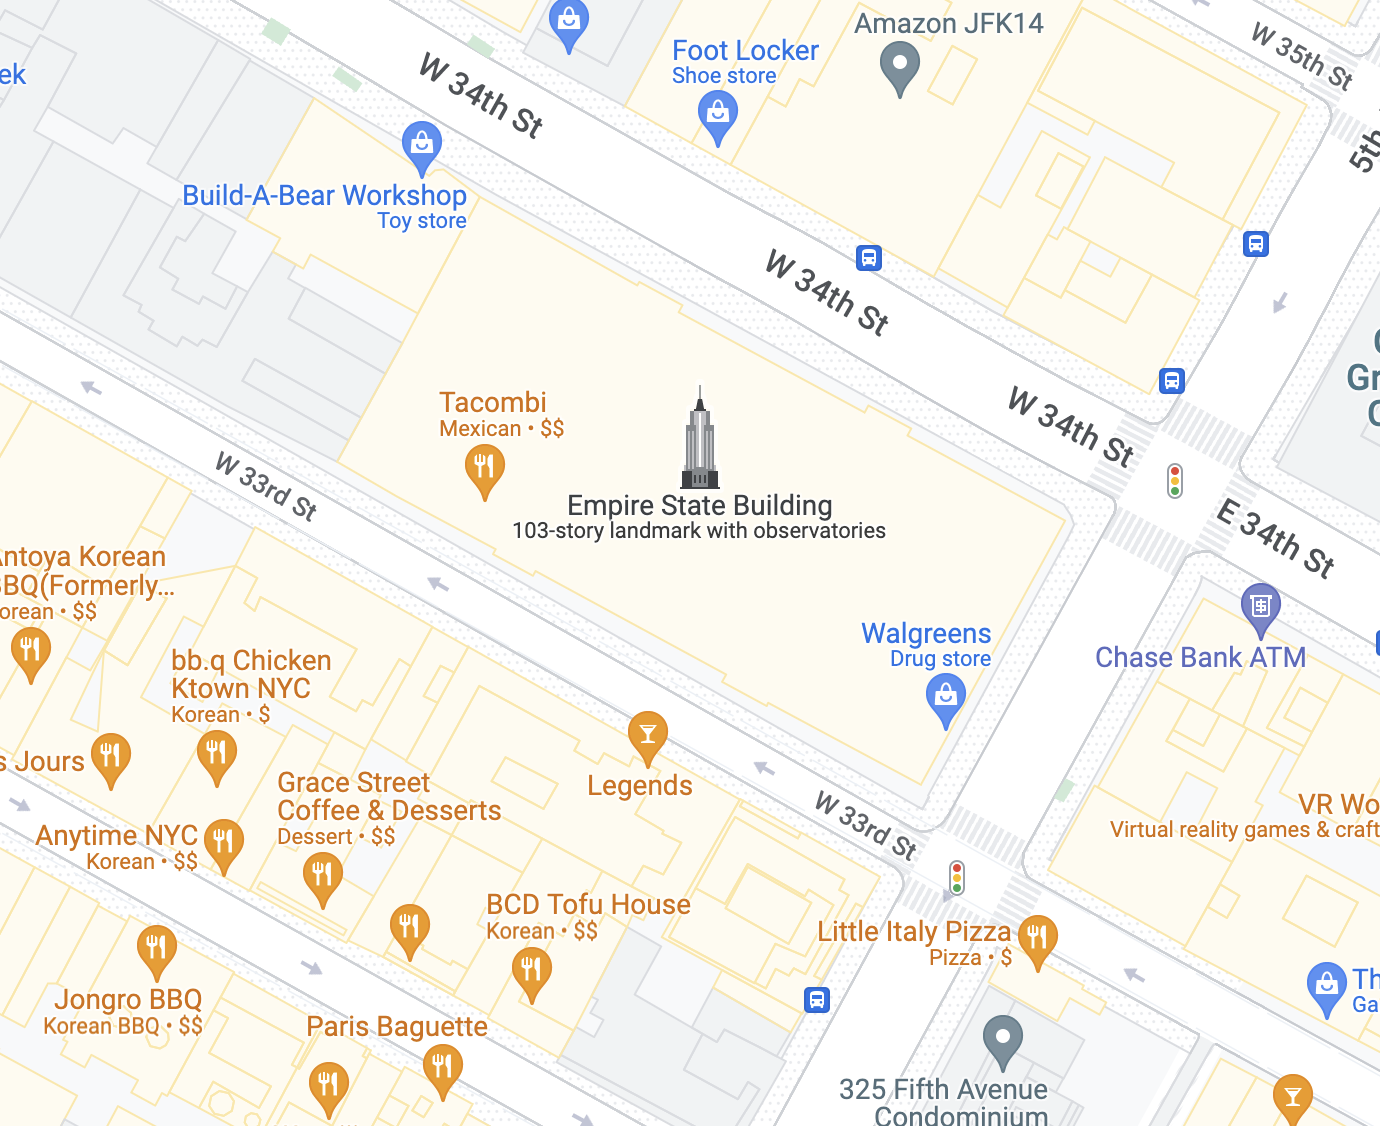 Amazon JFK14
W 35th St
Foot Locker
Shoe store
ek
W 34th St
5th
Build-A-Bear Workshop
Toy store
W 34th St
Gr
Tacombi
Mexican • $$
W 34th St
W 33rd St
Empire State Building
103-story landmark with observatories
E 34th St
Antoya Korean
BBQ(Formerly...
orean • $$
Walgreens
Drug store
Chase Bank ATM
bb.q Chicken
Ktown NYC
Korean • $
s Jours
Legends
Grace Street
Coffee & Desserts
Dessert • $$
W 33rd St
VR Wo
Virtual reality games & craft
Anytime NYC
Korean • $$
BCD Tofu House
Korean • $$
Little Italy Pizza
Pizza • $
Th
Ga
Jongro BBQ
Korean BBQ • $$
Paris Baguette
325 Fifth Avenue
Condominium